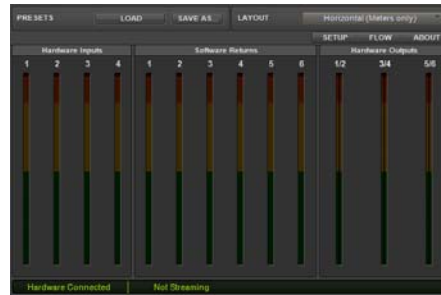 PRESETS LOAD SAVE AS... LAYOUT Horizontal (Meters only)
SETUP FLOW ABOUT
Hardware Inputs Software Returns Hardware Outputs
1 2 3 4 1 2 3 4 5 6 1/2 3/4 5/6
Hardware Connected Not Streaming